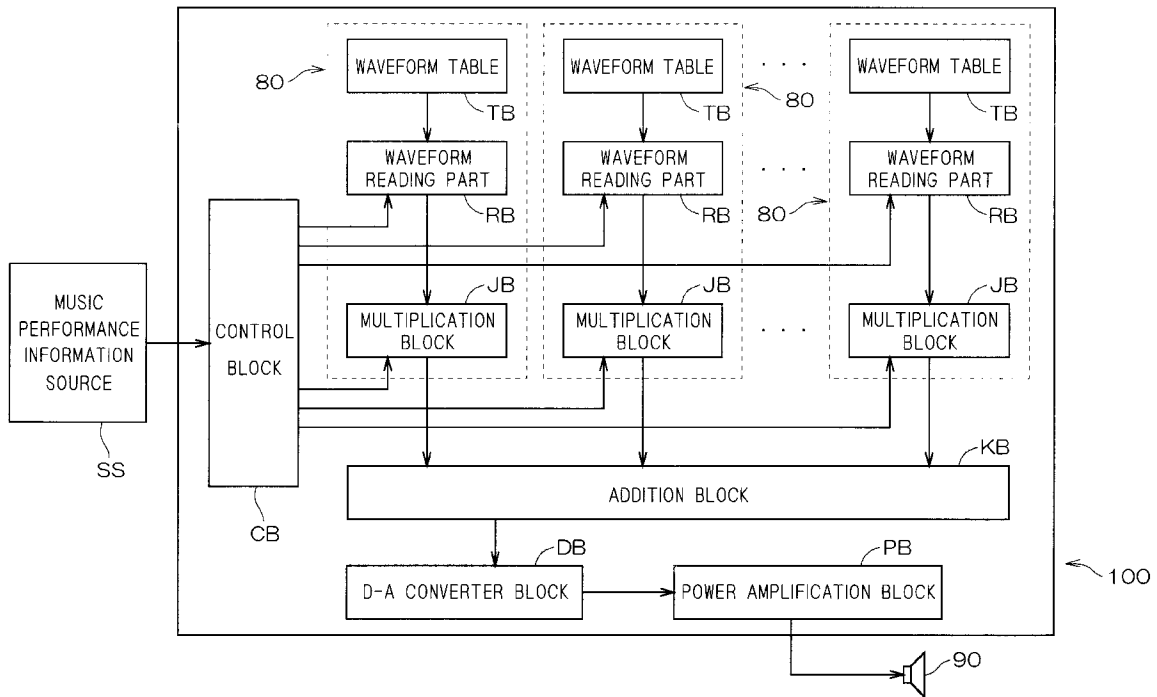 WAVEFORM TABLE
WAVEFORM TABLE
. . .
WAVEFORM TABLE
80
80
TB
TB
TB
WAVEFORM
READING PART
WAVEFORM
READING PART
. . .
WAVEFORM
READING PART
80
RB
RB
RB
MUSIC
PERFORMANCE
INFORMATION
SOURCE
SS
CONTROL
BLOCK
CB
JB
JB
JB
MULTIPLICATION
BLOCK
MULTIPLICATION
BLOCK
. . .
MULTIPLICATION
BLOCK
KB
ADDITION BLOCK
DB
PB
D-A CONVERTER BLOCK
POWER AMPLIFICATION BLOCK
100
90